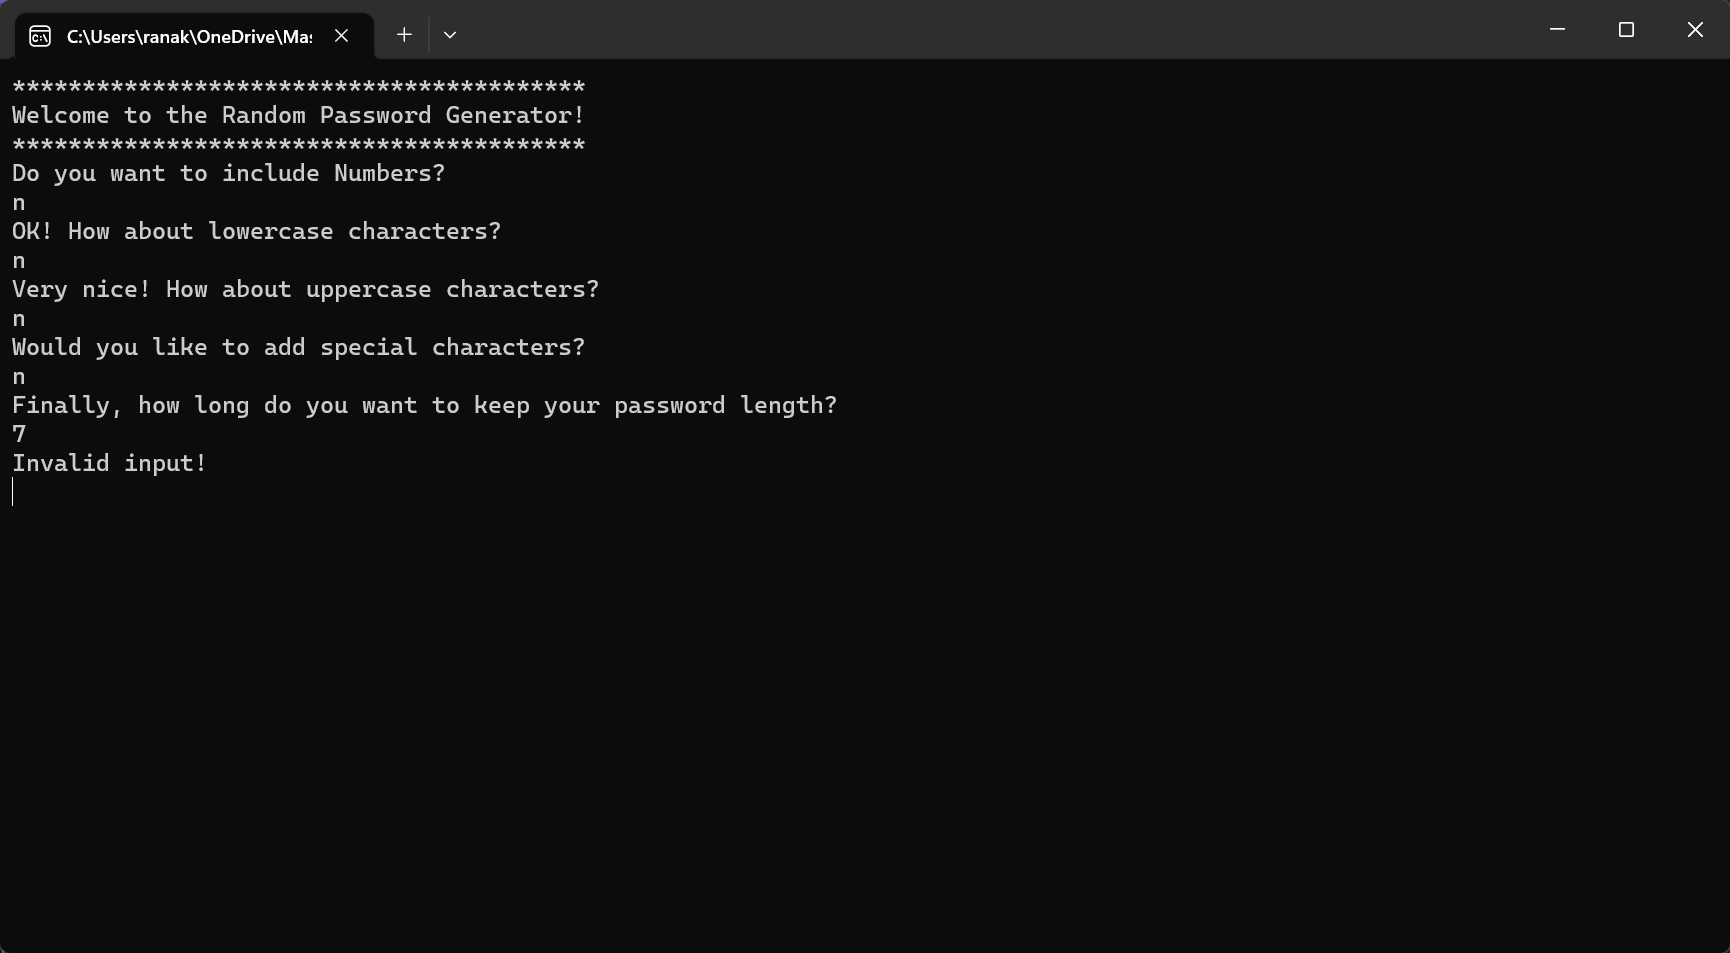 C:\Users\ranak\OneDrive\Mas
*****************************************
Welcome to the Random Password Generator!
*****************************************
Do you want to include Numbers?
n
OK! How about lowercase characters?
n
Very nice! How about uppercase characters?
n
Would you like to add special characters?
n
Finally, how long do you want to keep your password length?
7
Invalid input!